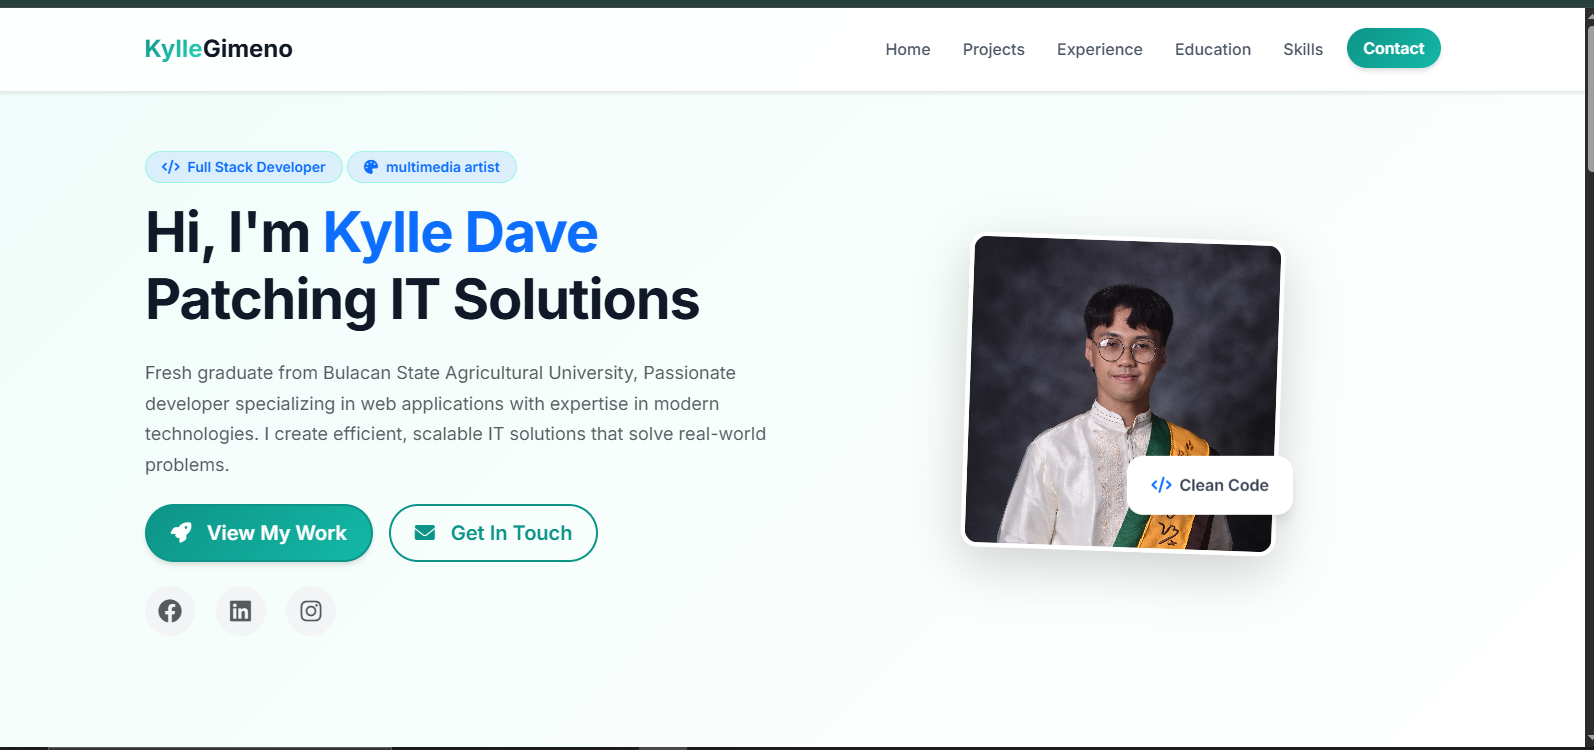 KylleGimeno
Home
Projects
Experience
Education
Skills
Contact
Full Stack Developer
multimedia artist
Hi, I'm Kylle Dave
Patching IT Solutions
Fresh graduate from Bulacan State Agricultural University, Passionate
developer specializing in web applications with expertise in modern
technologies. I create efficient, scalable IT solutions that solve real-world
problems.
View My Work
Get In Touch
Clean Code